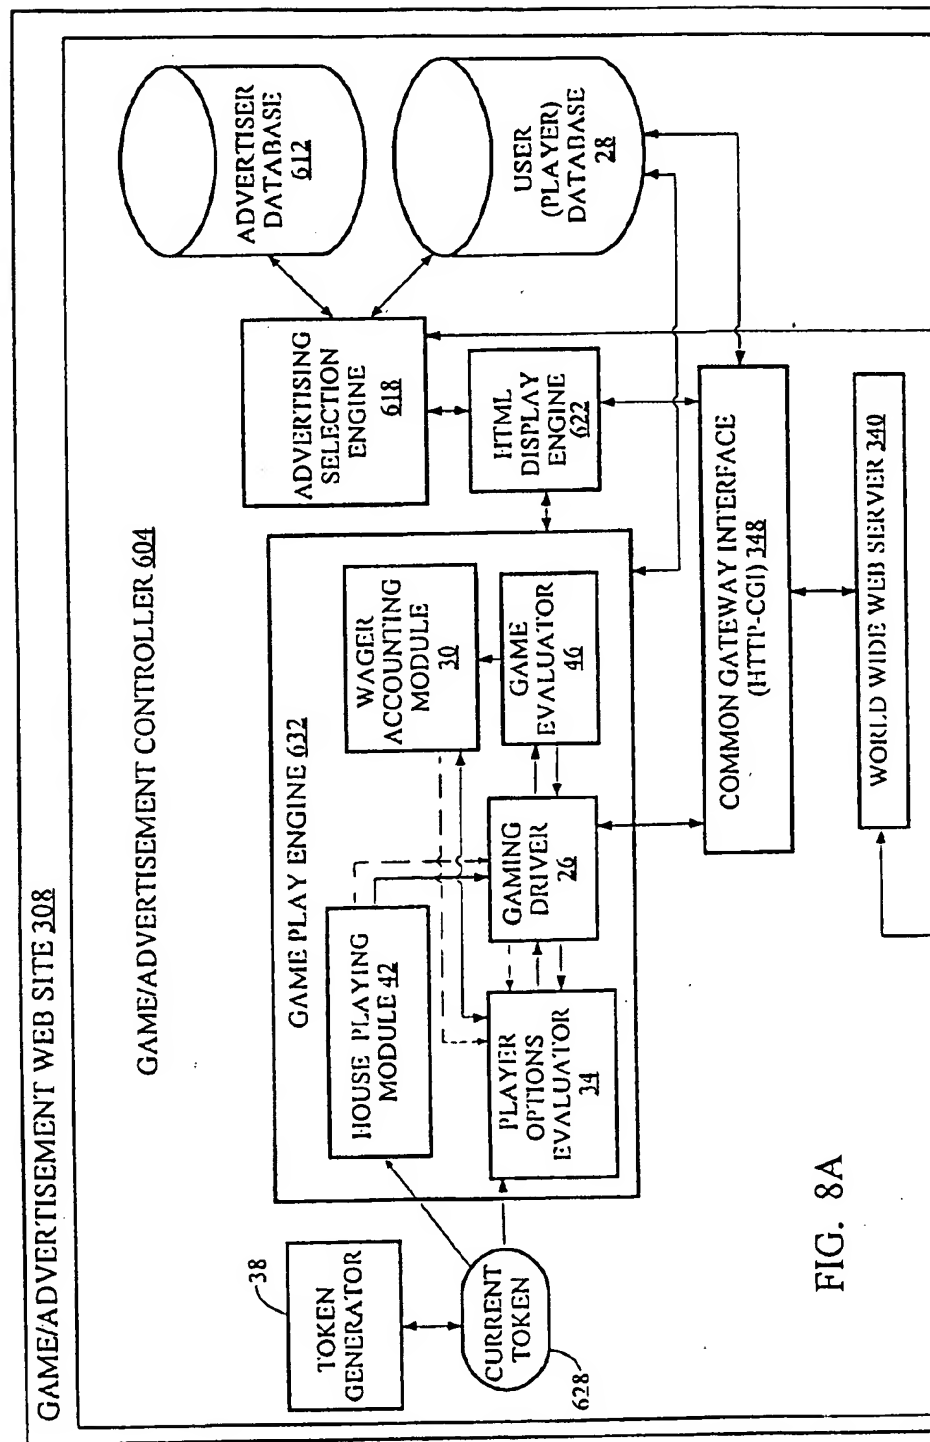 GAME/ADVERTISEMENT WEB SITE 308
GAME/ADVERTISEMENT CONTROLLER 604
ADVERTISER
DATABASE
612
USER
(PLAYER)
DATABASE
28
ADVERTISING
SELECTION
ENGINE
618
HTML
DISPLAY
ENGINE
622
GAME PLAY ENGINE 632
WAGER
ACCOUNTING
MODULE
30
GAME
EVALUATOR
46
HOUSE PLAYING
MODULE 42
GAMING
DRIVER
26
PLAYER
OPTIONS
EVALUATOR
34
38
TOKEN
GENERATOR
CURRENT
TOKEN
628
COMMON GATEWAY INTERFACE
(HTTP-CGI) 348
WORLD WIDE WEB SERVER 340
FIG. 8A